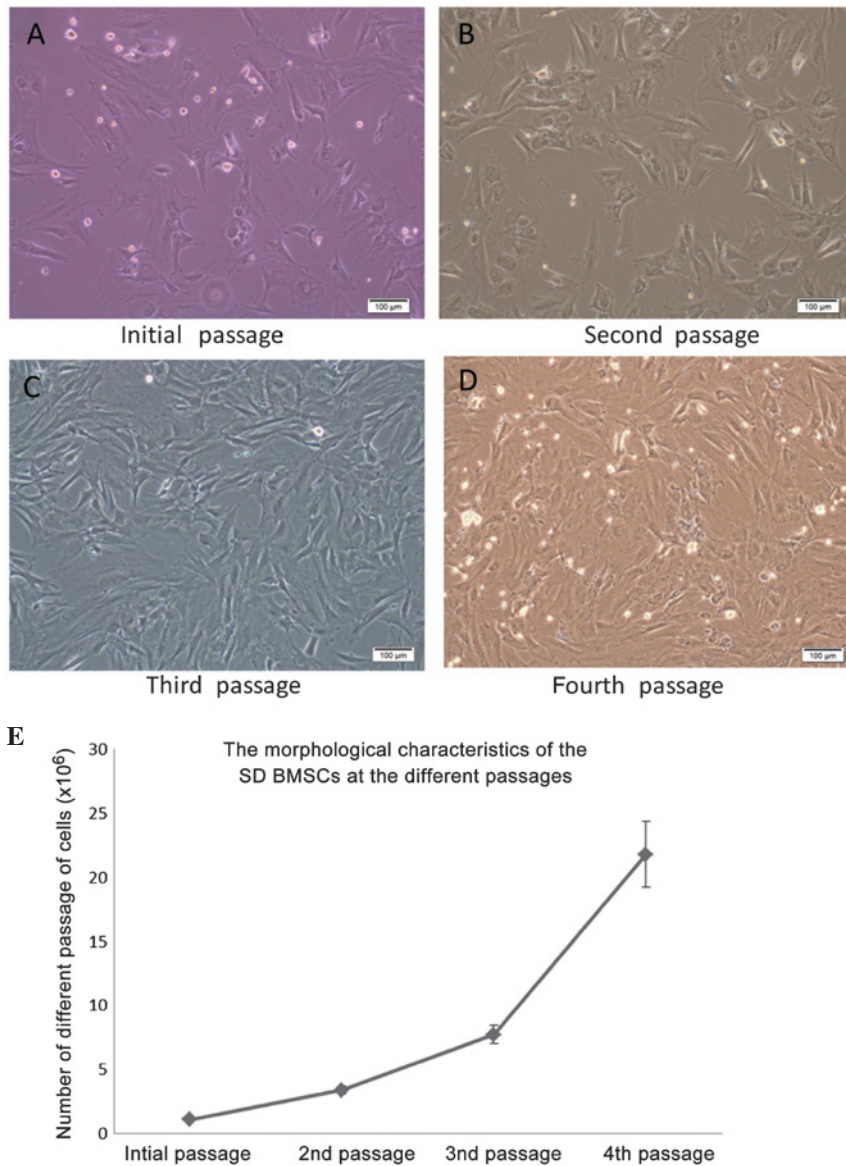 A
B
100 µm
100 µm
Initial passage
Second passage
C
D
100 µm
100 µm
Third passage
Fourth passage
E
The morphological characteristics of the
SD BMSCs at the different passages
Number of different passage of cells (x10⁶)
30
25
20
15
10
5
0
Intial passage
2nd passage
3nd passage
4th passage